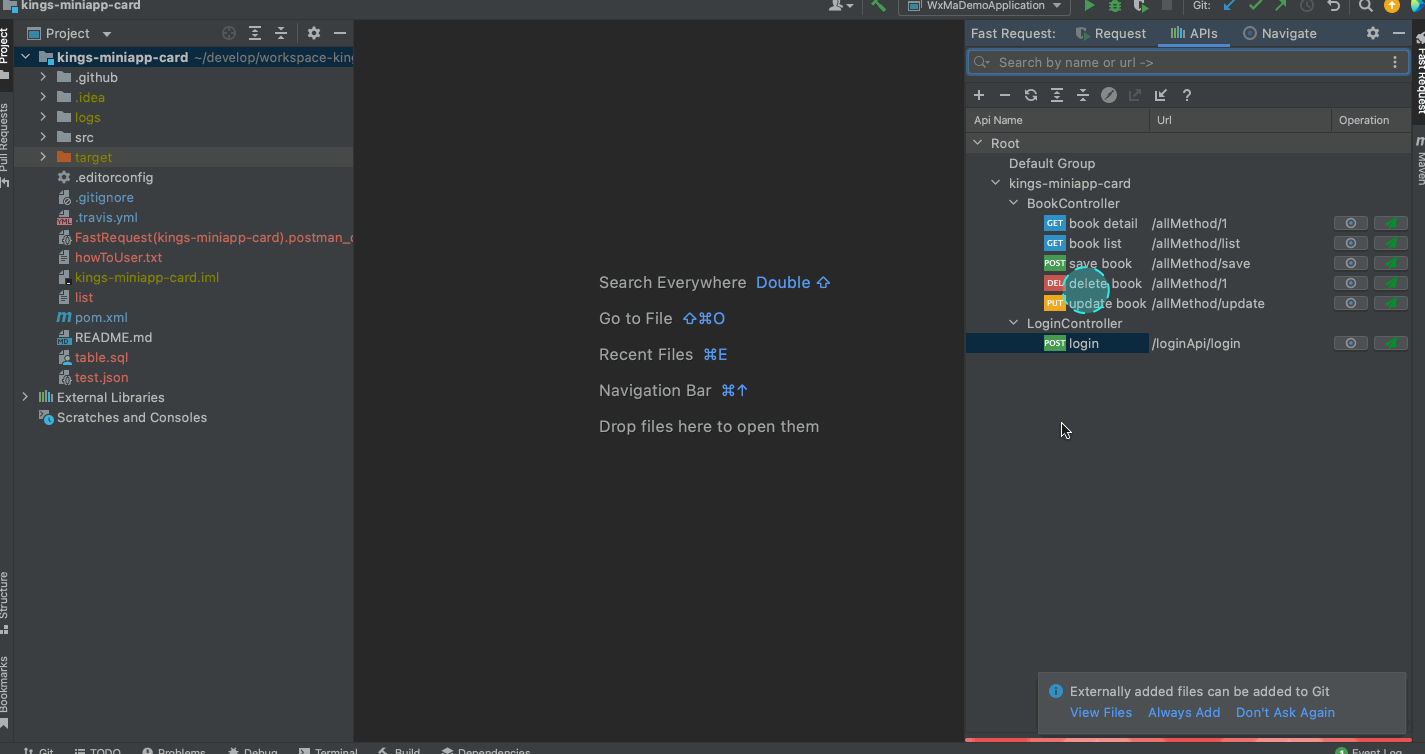 kings-miniapp-card
WxMaDemoApplication
Git:
Project
Pull Requests
Structure
Bookmarks
Project
kings-miniapp-card ~/develop/workspace-king
.github
.idea
logs
src
target
.editorconfig
.gitignore
.travis.yml
FastRequest(kings-miniapp-card).postman_c
howToUser.txt
kings-miniapp-card.iml
list
pom.xml
README.md
table.sql
test.json
External Libraries
Scratches and Consoles
Search Everywhere Double ⇧
Go to File ⇧⌘O
Recent Files ⌘E
Navigation Bar ⌘↑
Drop files here to open them
Fast Request: Request APIs Navigate
Search by name or url ->
Api Name Url Operation
Root
Default Group
kings-miniapp-card
BookController
GET book detail /allMethod/1
GET book list /allMethod/list
POST save book /allMethod/save
DEL delete book /allMethod/1
PUT update book /allMethod/update
LoginController
POST login /loginApi/login
Fast Request
Maven
Externally added files can be added to Git
View Files Always Add Don't Ask Again
Git TODO Problems Debug Terminal Build Dependencies
1 Event Log